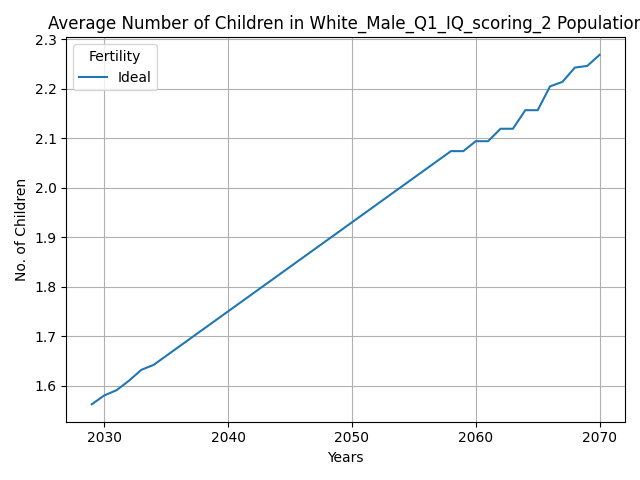 Average Number of Children in White_Male_Q1_IQ_scoring_2 Population
2.3
2.2
2.1
2.0
1.9
1.8
1.7
1.6
No. of Children
Fertility
Ideal
2030 2040 2050 2060 2070
Years